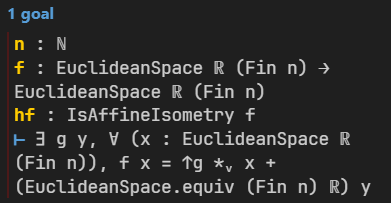 1 goal
n : ℕ
f : EuclideanSpace ℝ (Fin n) →
EuclideanSpace ℝ (Fin n)
hf : IsAffineIsometry f
⊢ ∃ g y, ∀ (x : EuclideanSpace ℝ
(Fin n)), f x = ↑g *ᵥ x +
(EuclideanSpace.equiv (Fin n) ℝ) y